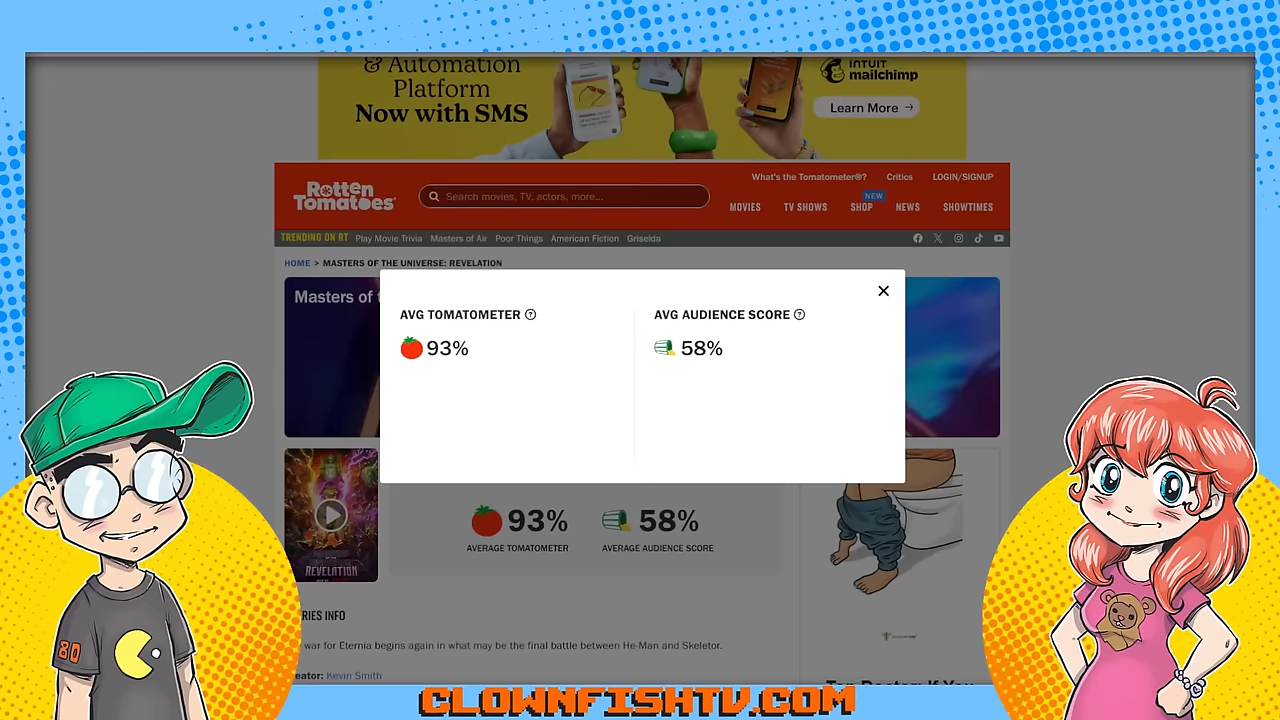 & Automation
Platform
Now with SMS
INTUIT
mailchimp
Learn More →
What's the Tomatometer®?
Critics
LOGIN/SIGNUP
Rotten
Tomatoes
Search movies, TV, actors, more...
NEW
MOVIES
TV SHOWS
SHOP
NEWS
SHOWTIMES
TRENDING ON RT
Play Movie Trivia
Masters of Air
Poor Things
American Fiction
Griselda
HOME > MASTERS OF THE UNIVERSE: REVELATION
Masters of t
AVG TOMATOMETER
93%
AVG AUDIENCE SCORE
58%
93%
AVERAGE TOMATOMETER
58%
AVERAGE AUDIENCE SCORE
REVELATION
RIES INFO
war for Eternia begins again in what may be the final battle between He-Man and Skeletor.
eator: Kevin Smith
80
CLOWNFISHTV.COM